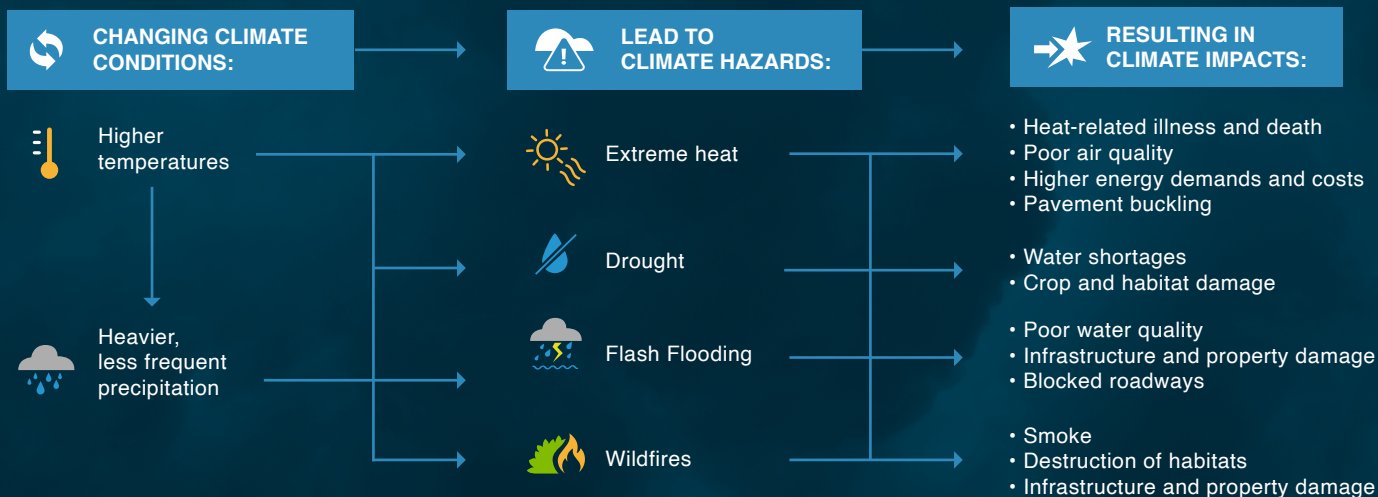 CHANGING CLIMATE
CONDITIONS:
LEAD TO
CLIMATE HAZARDS:
RESULTING IN
CLIMATE IMPACTS:
Higher
temperatures
Heavier,
less frequent
precipitation
Extreme heat
Drought
Flash Flooding
Wildfires
• Heat-related illness and death
• Poor air quality
• Higher energy demands and costs
• Pavement buckling
• Water shortages
• Crop and habitat damage
• Poor water quality
• Infrastructure and property damage
• Blocked roadways
• Smoke
• Destruction of habitats
• Infrastructure and property damage